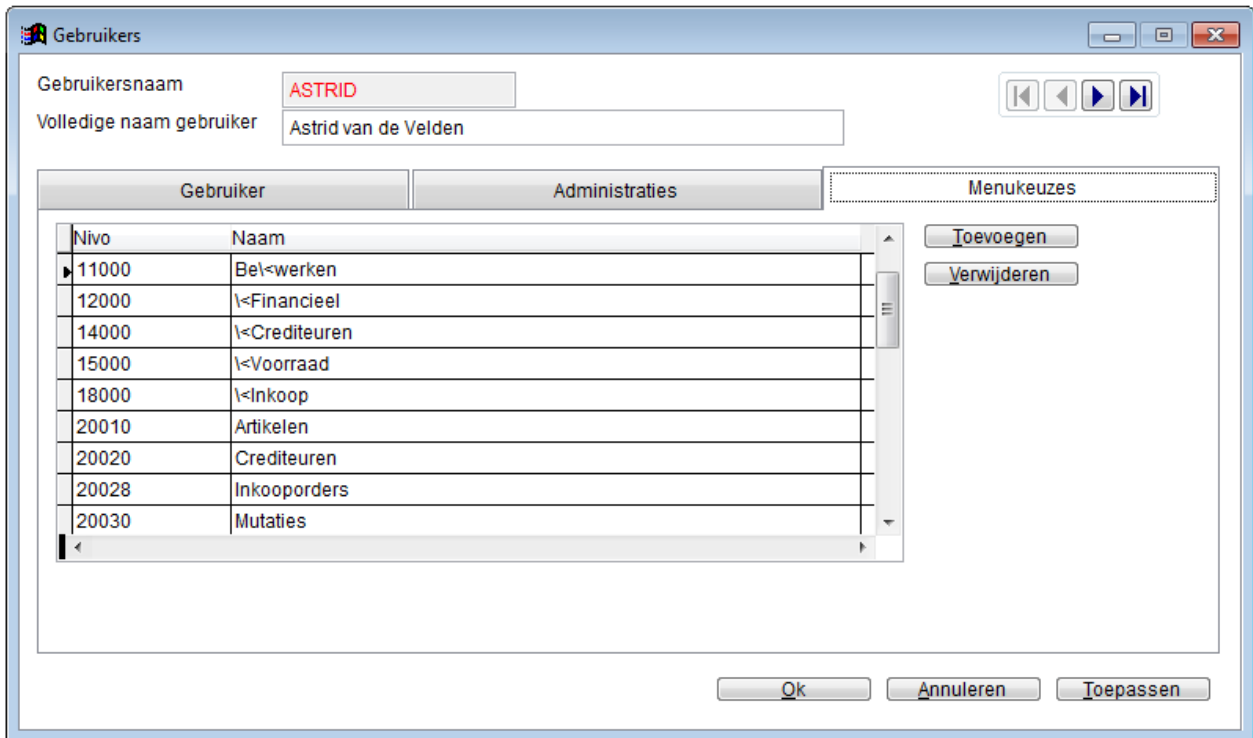 Gebruikers
Gebruikersnaam ASTRID
Volledige naam gebruiker Astrid van de Velden
Gebruiker Administraties Menukeuzes
Nivo Naam Toevoegen
11000 Be\<werken Verwijderen
12000 \<Financieel
14000 \<Crediteuren
15000 \<Voorraad
18000 \<Inkoop
20010 Artikelen
20020 Crediteuren
20028 Inkooporders
20030 Mutaties
Ok Annuleren Toepassen